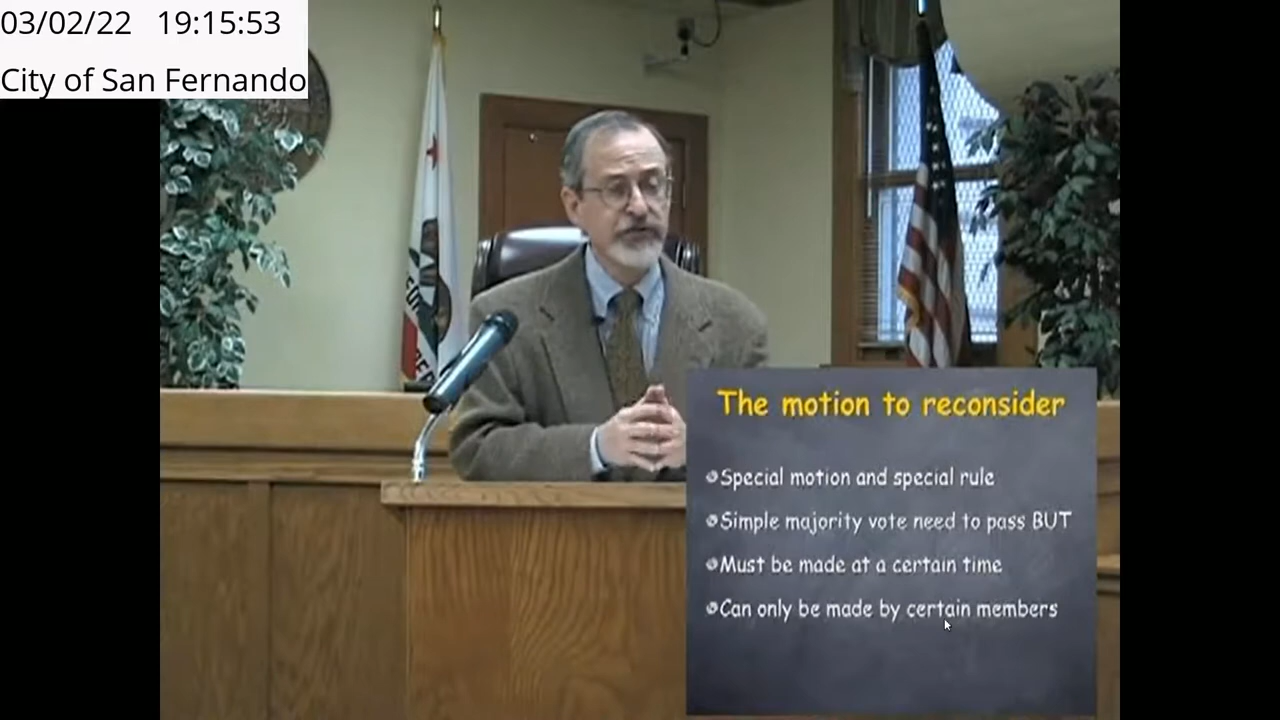 03/02/22 19:15:53
City of San Fernando
The motion to reconsider
Special motion and special rule
Simple majority vote need to pass BUT
Must be made at a certain time
Can only be made by certain members